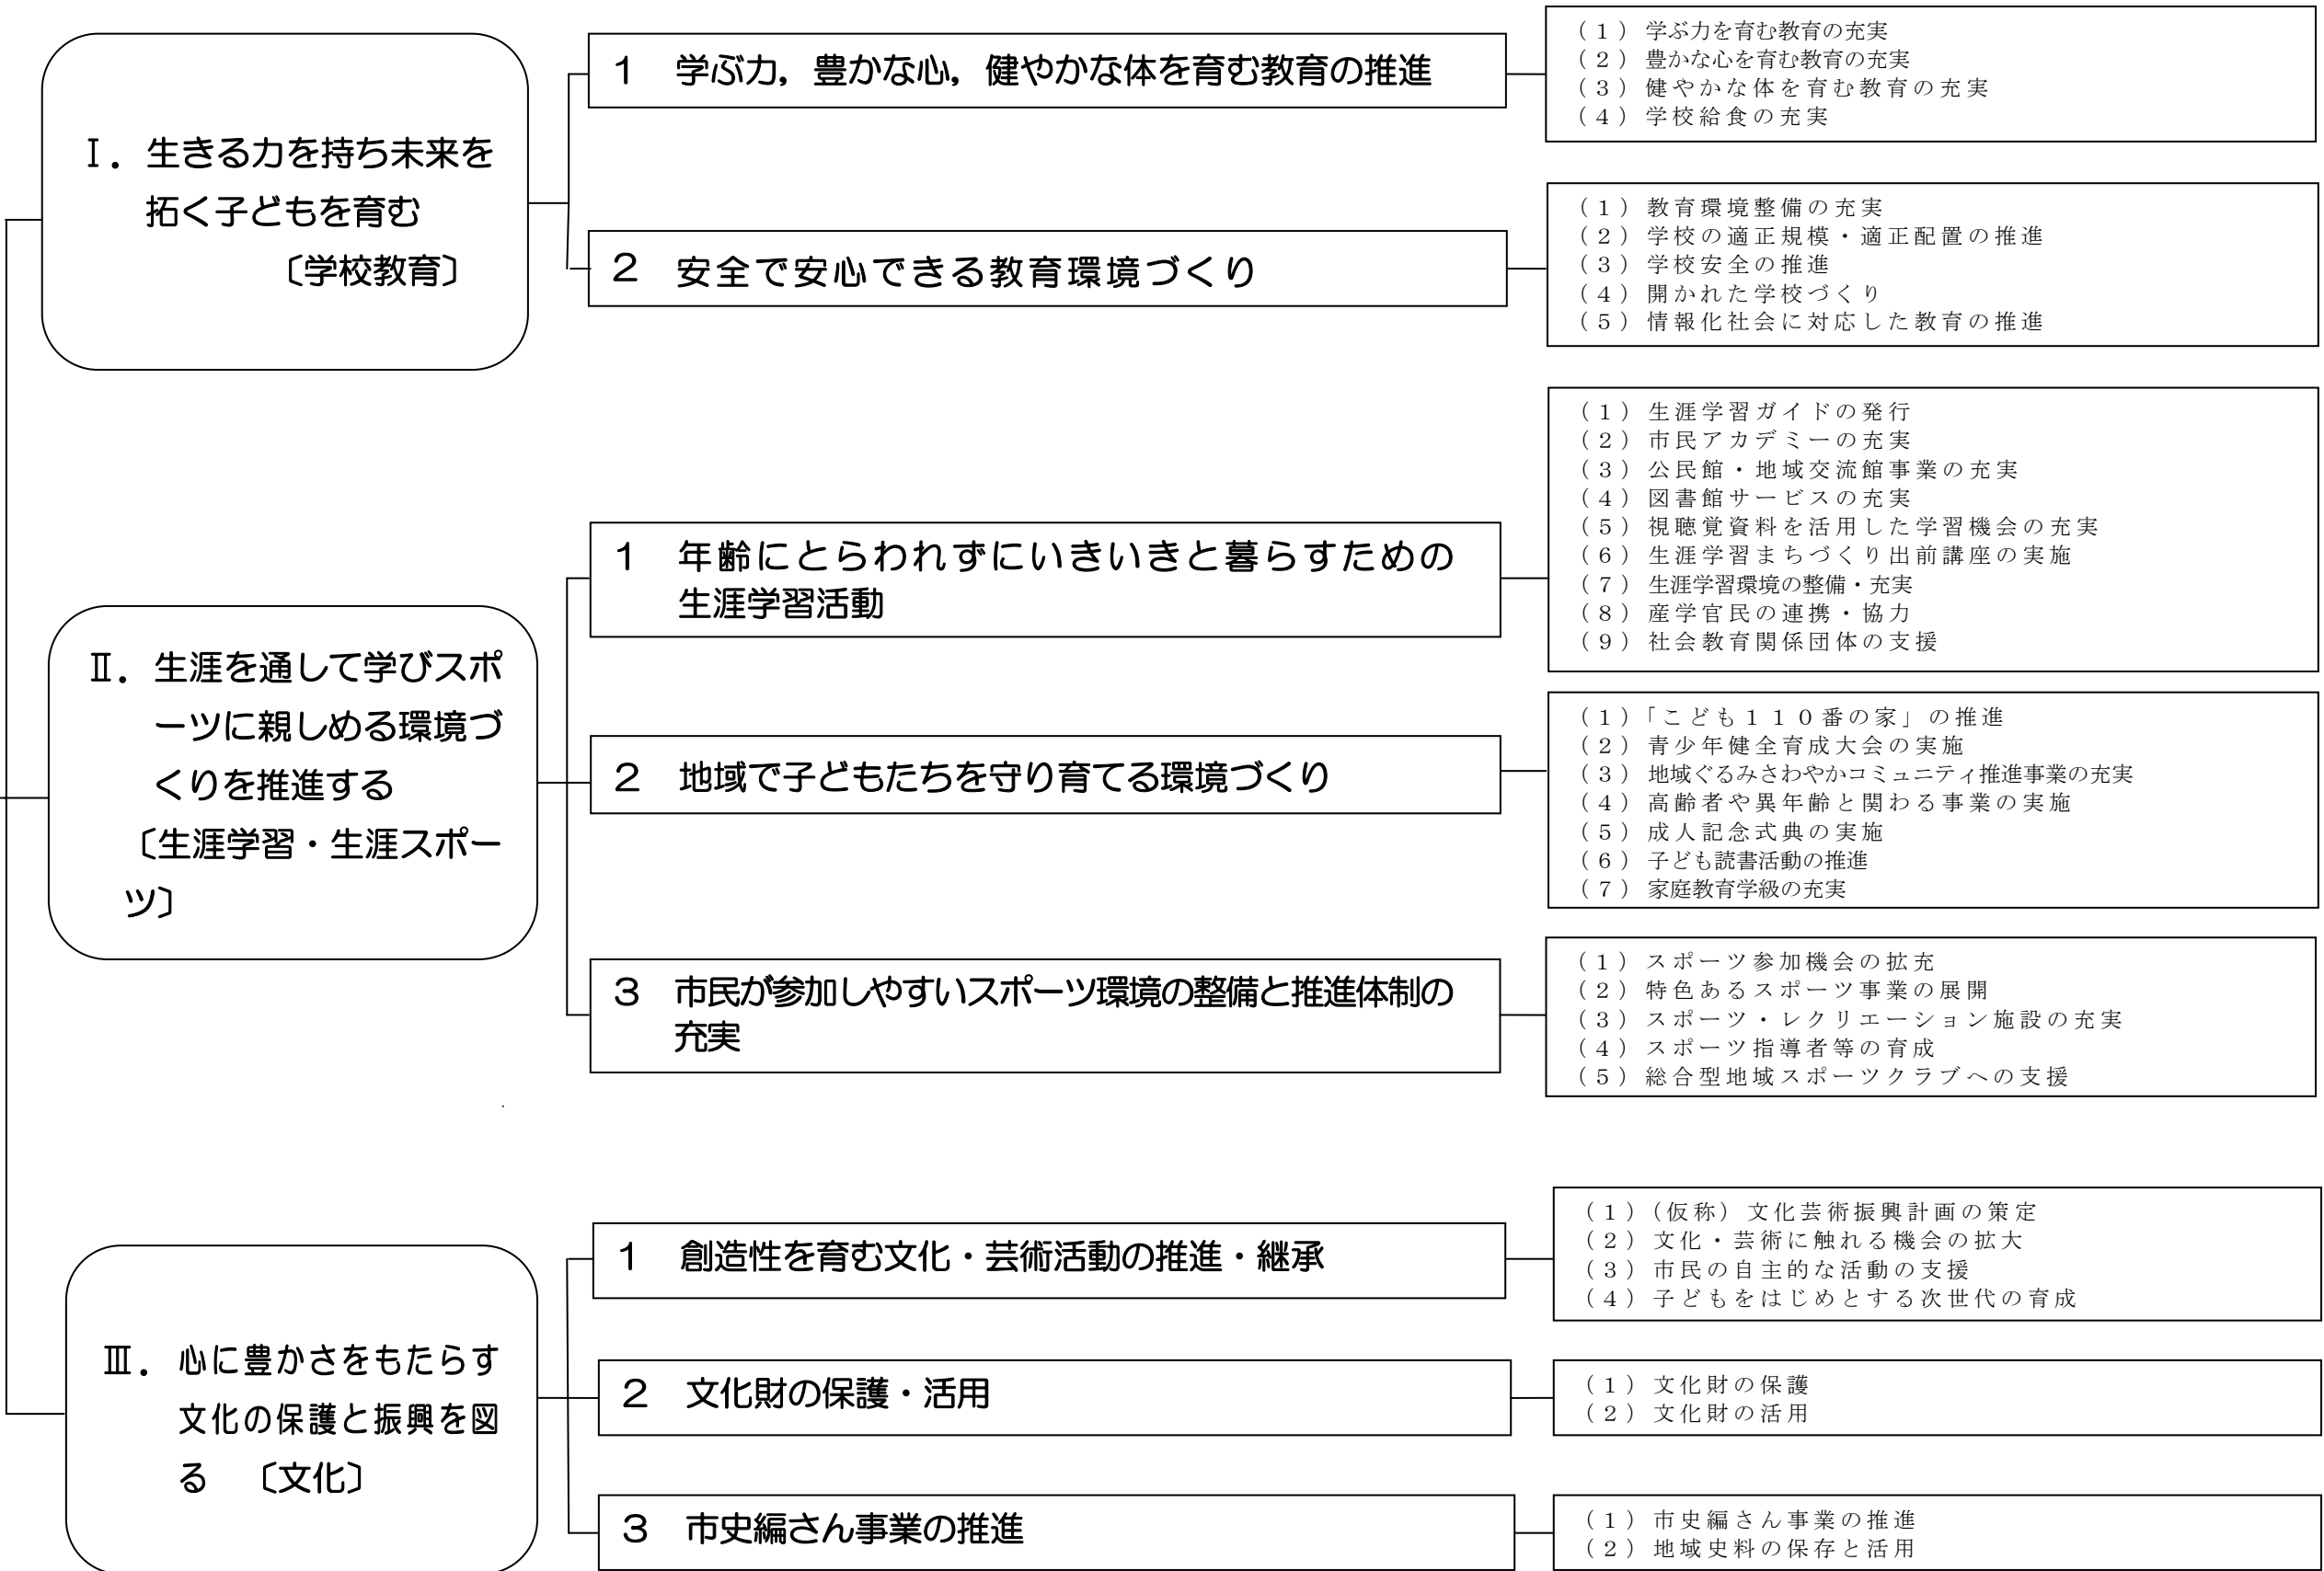 Ⅰ．生きる力を持ち未来を
拓く子どもを育む
〔学校教育〕
１　学ぶ力，豊かな心，健やかな体を育む教育の推進
（１）学ぶ力を育む教育の充実
（２）豊かな心を育む教育の充実
（３）健やかな体を育む教育の充実
（４）学校給食の充実
２　安全で安心できる教育環境づくり
（１）教育環境整備の充実
（２）学校の適正規模・適正配置の推進
（３）学校安全の推進
（４）開かれた学校づくり
（５）情報化社会に対応した教育の推進
Ⅱ．生涯を通して学びスポ
ーツに親しめる環境づ
くりを推進する
〔生涯学習・生涯スポー
ツ〕
１　年齢にとらわれずにいきいきと暮らすための
生涯学習活動
（１）生涯学習ガイドの発行
（２）市民アカデミーの充実
（３）公民館・地域交流館事業の充実
（４）図書館サービスの充実
（５）視聴覚資料を活用した学習機会の充実
（６）生涯学習まちづくり出前講座の実施
（７）生涯学習環境の整備・充実
（８）産学官民の連携・協力
（９）社会教育関係団体の支援
２　地域で子どもたちを守り育てる環境づくり
（１）「こども１１０番の家」の推進
（２）青少年健全育成大会の実施
（３）地域ぐるみさわやかコミュニティ推進事業の充実
（４）高齢者や異年齢と関わる事業の実施
（５）成人記念式典の実施
（６）子ども読書活動の推進
（７）家庭教育学級の充実
３　市民が参加しやすいスポーツ環境の整備と推進体制の
充実
（１）スポーツ参加機会の拡充
（２）特色あるスポーツ事業の展開
（３）スポーツ・レクリエーション施設の充実
（４）スポーツ指導者等の育成
（５）総合型地域スポーツクラブへの支援
Ⅲ．心に豊かさをもたらす
文化の保護と振興を図
る　〔文化〕
１　創造性を育む文化・芸術活動の推進・継承
（１）（仮称）文化芸術振興計画の策定
（２）文化・芸術に触れる機会の拡大
（３）市民の自主的な活動の支援
（４）子どもをはじめとする次世代の育成
２　文化財の保護・活用
（１）文化財の保護
（２）文化財の活用
３　市史編さん事業の推進
（１）市史編さん事業の推進
（２）地域史料の保存と活用